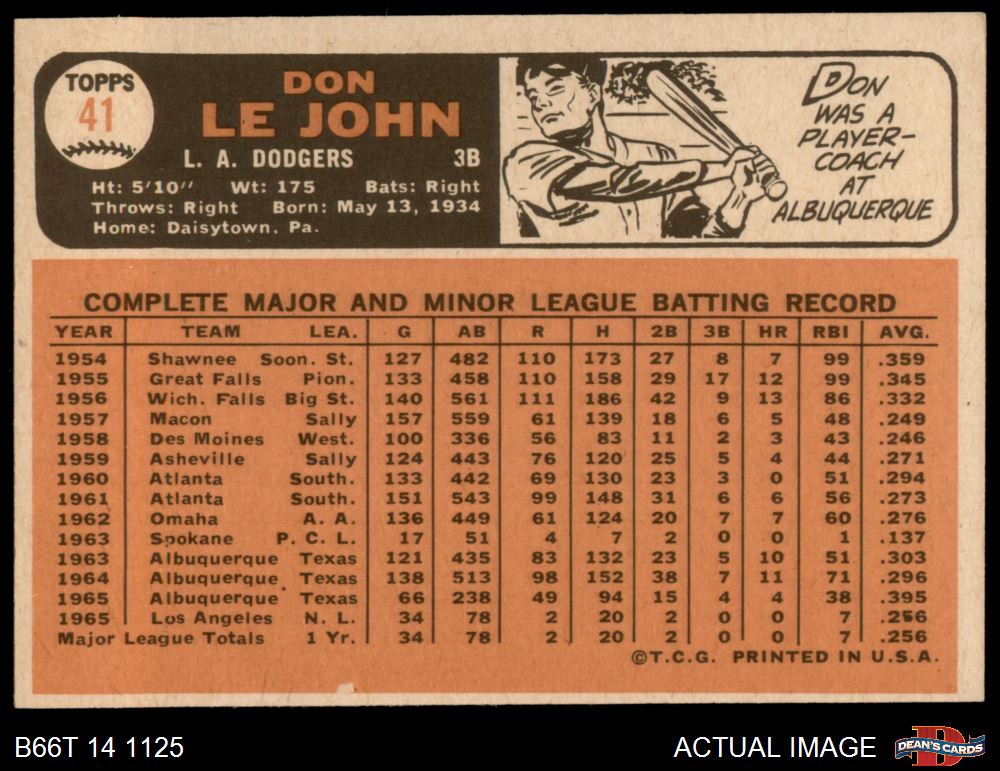 TOPPS
41
DON
LE JOHN
L. A. DODGERS 3B
Ht: 5'10" Wt: 175 Bats: Right
Throws: Right Born: May 13, 1934
Home: Daisytown, Pa.
DON
WAS A
PLAYER-
COACH
AT
ALBUQUERQUE
COMPLETE MAJOR AND MINOR LEAGUE BATTING RECORD
YEAR TEAM LEA. G AB R H 2B 3B HR RBI AVG.
1954 Shawnee Soon. St. 127 482 110 173 27 8 7 99 .359
1955 Great Falls Pion. 133 458 110 158 29 17 12 99 .345
1956 Wich. Falls Big St. 140 561 111 186 42 9 13 86 .332
1957 Macon Sally 157 559 61 139 18 6 5 48 .249
1958 Des Moines West. 100 336 56 83 11 2 3 43 .246
1959 Asheville Sally 124 443 76 120 25 5 4 44 .271
1960 Atlanta South. 133 442 69 130 23 3 0 51 .294
1961 Atlanta South. 151 543 99 148 31 6 6 56 .273
1962 Omaha A. A. 136 449 61 124 20 7 7 60 .276
1963 Spokane P. C. L. 17 51 4 7 2 0 0 1 .137
1963 Albuquerque Texas 121 435 83 132 23 5 10 51 .303
1964 Albuquerque Texas 138 513 98 152 38 7 11 71 .296
1965 Albuquerque Texas 66 238 49 94 15 4 4 38 .395
1965 Los Angeles N. L. 34 78 2 20 2 0 0 7 .256
Major League Totals 1 Yr. 34 78 2 20 2 0 0 7 .256
©T.C.G. PRINTED IN U.S.A.
B66T 14 1125 ACTUAL IMAGE DEAN'S CARDS